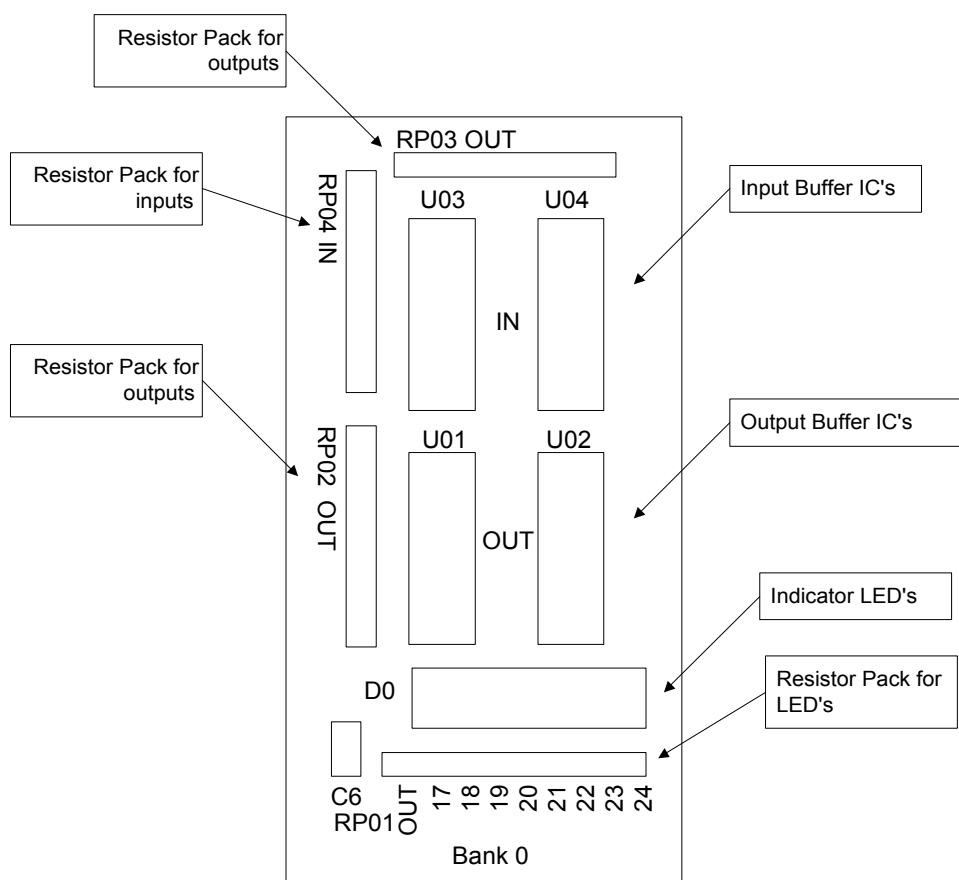 Resistor Pack for
outputs
RP03 OUT
Resistor Pack for
inputs
RP04 IN
U03
U04
Input Buffer IC's
IN
Resistor Pack for
outputs
RP02 OUT
U01
U02
Output Buffer IC's
OUT
Indicator LED's
D0
Resistor Pack for
LED's
C6
RP01
OUT
17
18
19
20
21
22
23
24
Bank 0